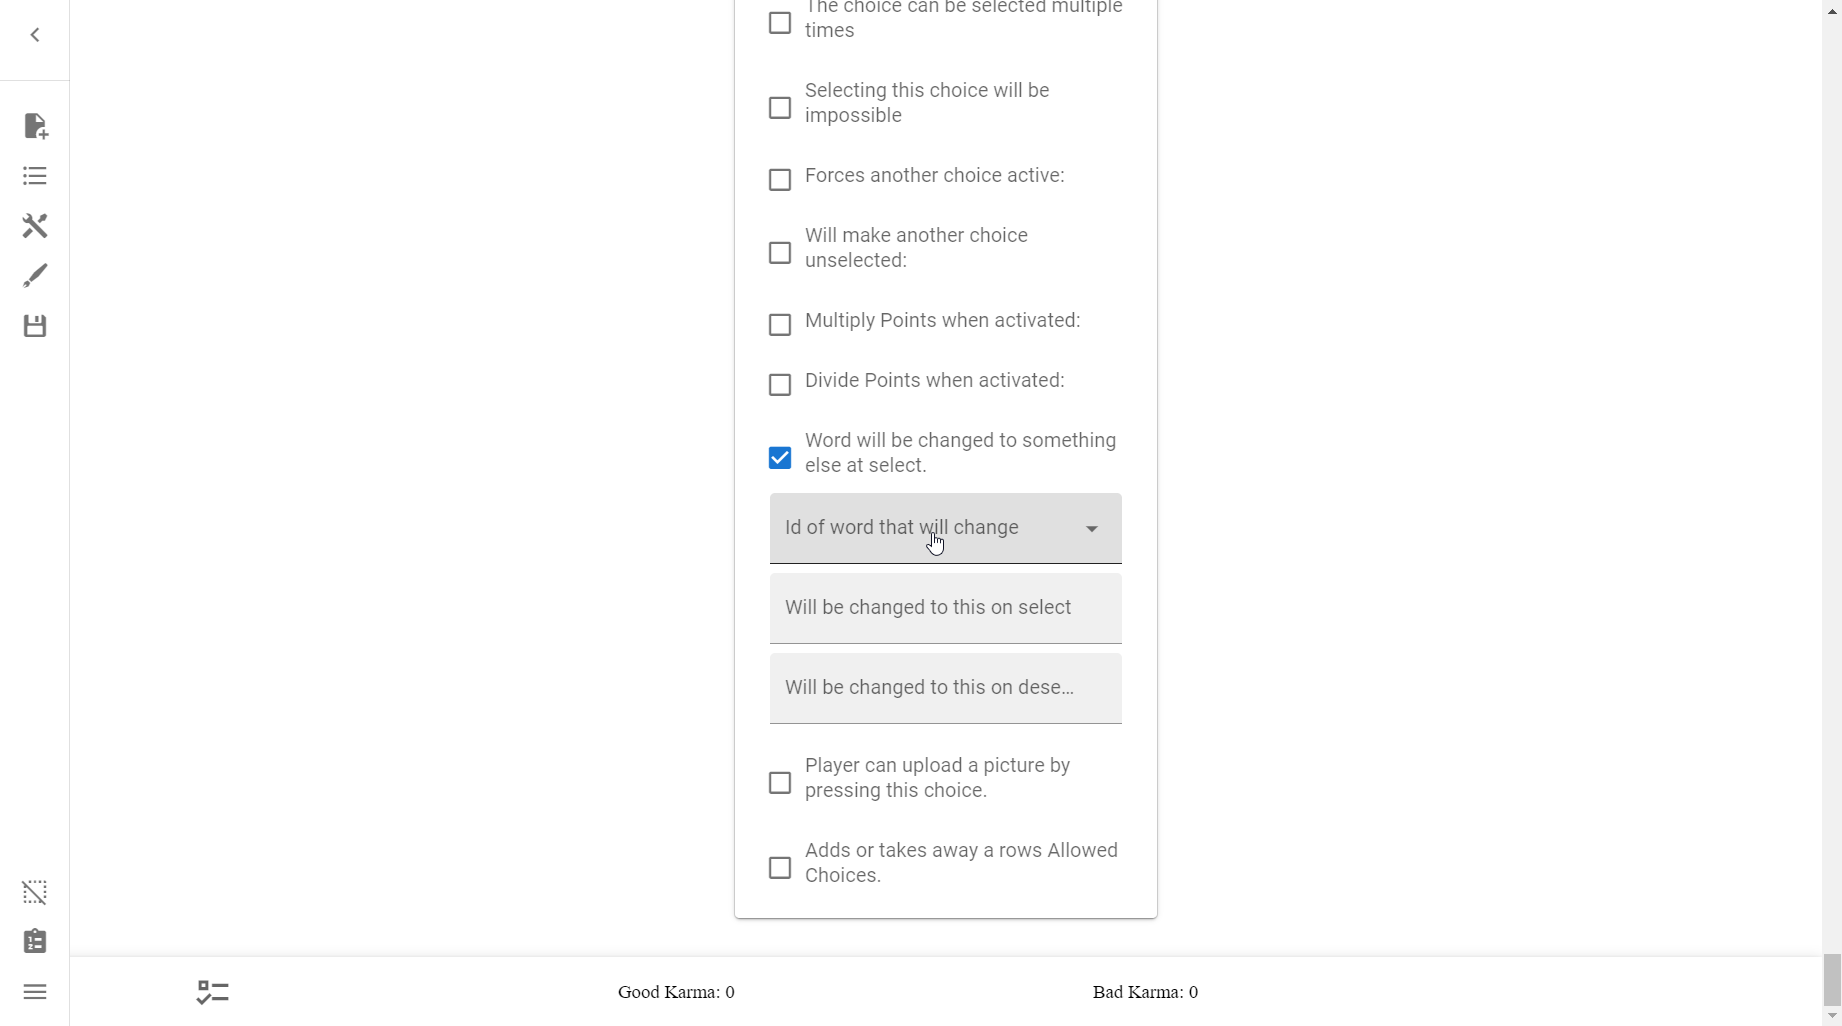 The choice can be selected multiple
times
Selecting this choice will be
impossible
Forces another choice active:
Will make another choice
unselected:
Multiply Points when activated:
Divide Points when activated:
Word will be changed to something
else at select.
Id of word that will change
Will be changed to this on select
Will be changed to this on dese...
Player can upload a picture by
pressing this choice.
Adds or takes away a rows Allowed
Choices.
Good Karma: 0
Bad Karma: 0